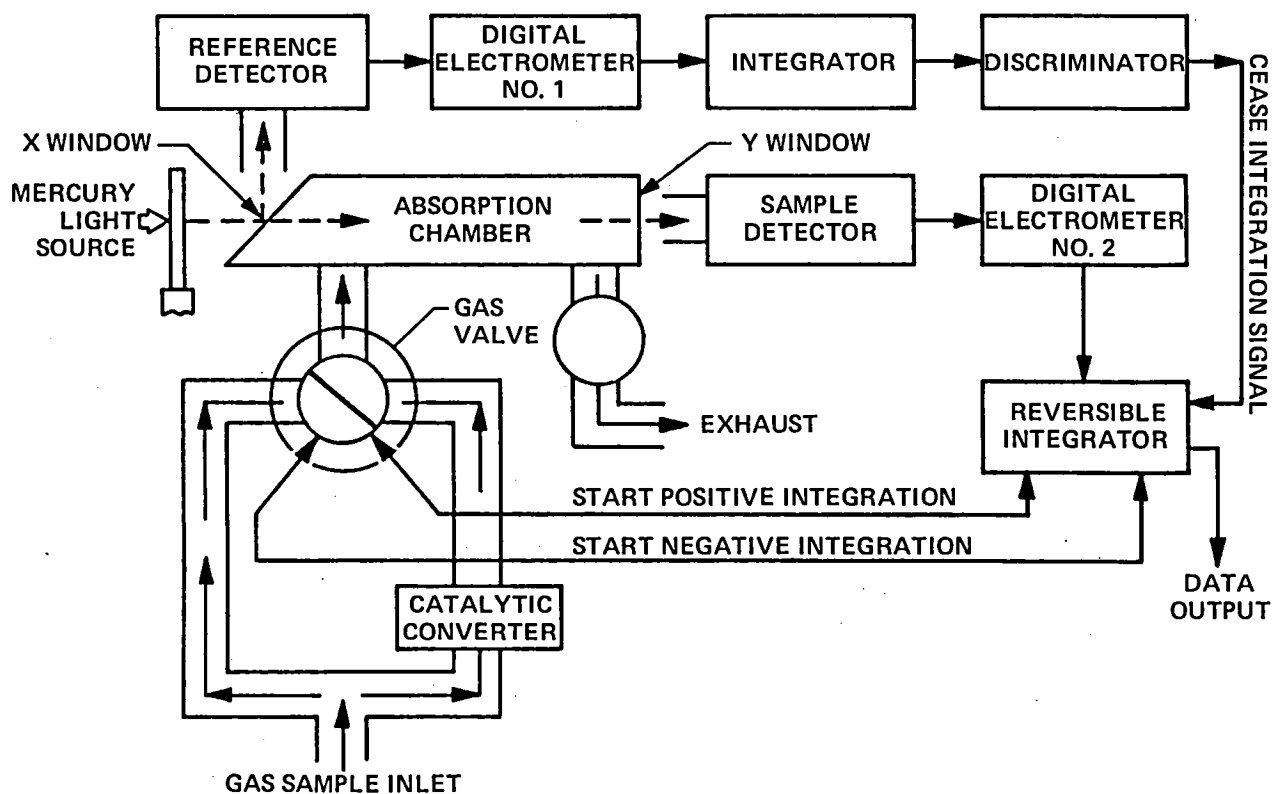 REFERENCE
DETECTOR
DIGITAL
ELECTROMETER
NO. 1
INTEGRATOR
DISCRIMINATOR
CEASE INTEGRATION SIGNAL
X WINDOW
Y WINDOW
MERCURY
LIGHT
SOURCE
ABSORPTION
CHAMBER
SAMPLE
DETECTOR
DIGITAL
ELECTROMETER
NO. 2
GAS
VALVE
EXHAUST
REVERSIBLE
INTEGRATOR
START POSITIVE INTEGRATION
START NEGATIVE INTEGRATION
CATALYTIC
CONVERTER
DATA
OUTPUT
GAS SAMPLE INLET